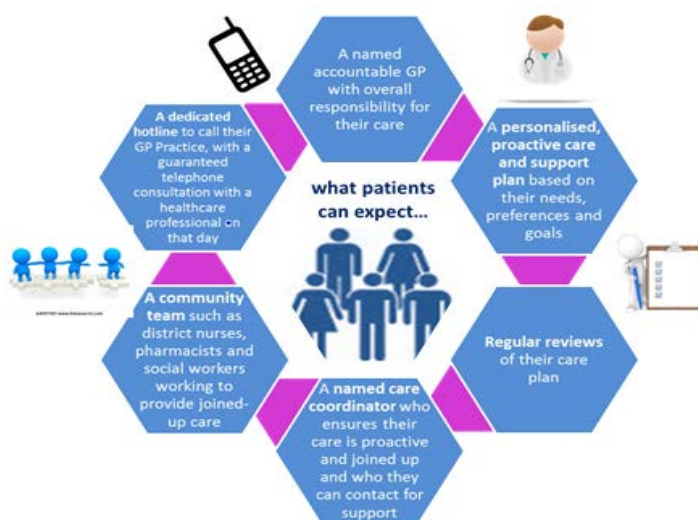 A named
accountable GP
with overall
responsibility for
their care
A personalised,
proactive care
and support
plan based on
their needs,
preferences and
goals
Regular reviews
of their care
plan
A named care
coordinator who
ensures their
care is proactive
and joined up
and who they
can contact for
support
A community
team such as
district nurses,
pharmacists and
social workers
working to
provide joined-
up care
A dedicated
hotline to call their
GP Practice, with a
guaranteed
telephone
consultation with a
healthcare
professional on
that day
what patients
can expect...